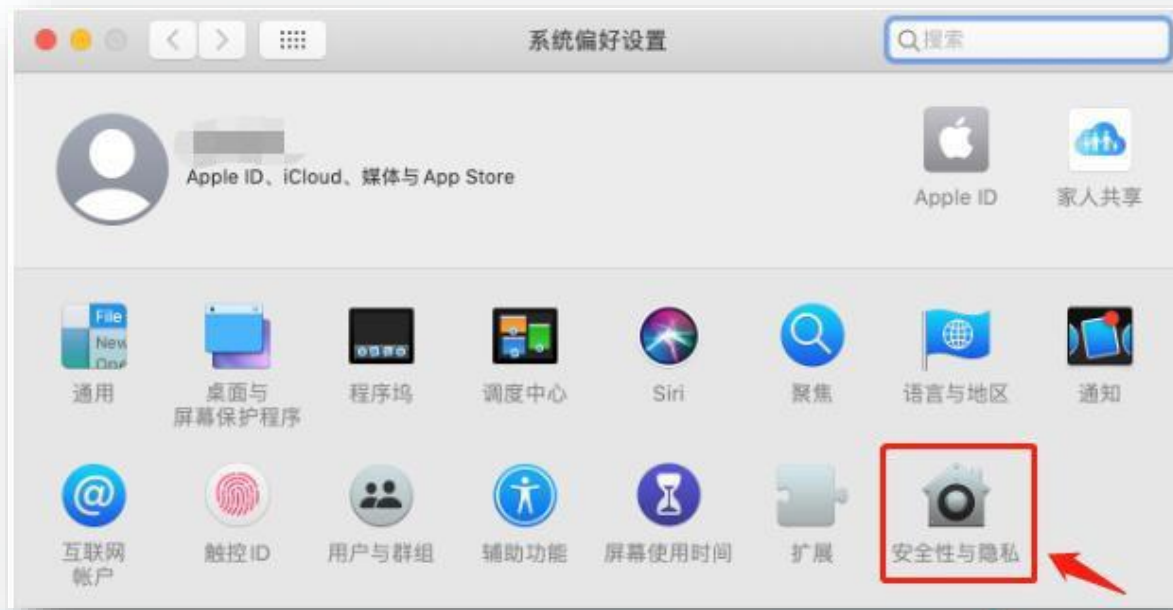 系统偏好设置
搜索
Apple ID、iCloud、媒体与 App Store
Apple ID
家人共享
File
New
Ope
通用
桌面与
屏幕保护程序
程序坞
调度中心
Siri
聚焦
语言与地区
通知
@
互联网
帐户
触控 ID
用户与群组
辅助功能
屏幕使用时间
扩展
安全性与隐私